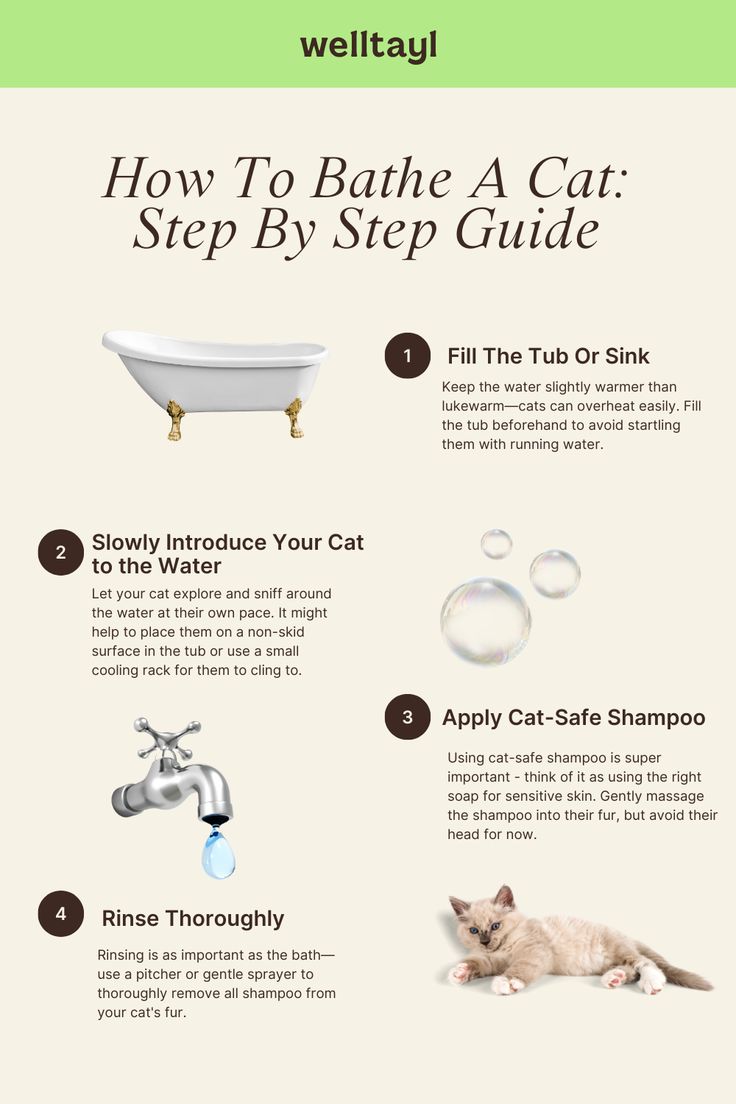 welltayl
How To Bathe A Cat:
Step By Step Guide
1
Fill The Tub Or Sink
Keep the water slightly warmer than
lukewarm—cats can overheat easily. Fill
the tub beforehand to avoid startling
them with running water.
2
Slowly Introduce Your Cat
to the Water
Let your cat explore and sniff around
the water at their own pace. It might
help to place them on a non-skid
surface in the tub or use a small
cooling rack for them to cling to.
3
Apply Cat-Safe Shampoo
Using cat-safe shampoo is super
important - think of it as using the right
soap for sensitive skin. Gently massage
the shampoo into their fur, but avoid their
head for now.
4
Rinse Thoroughly
Rinsing is as important as the bath—
use a pitcher or gentle sprayer to
thoroughly remove all shampoo from
your cat's fur.